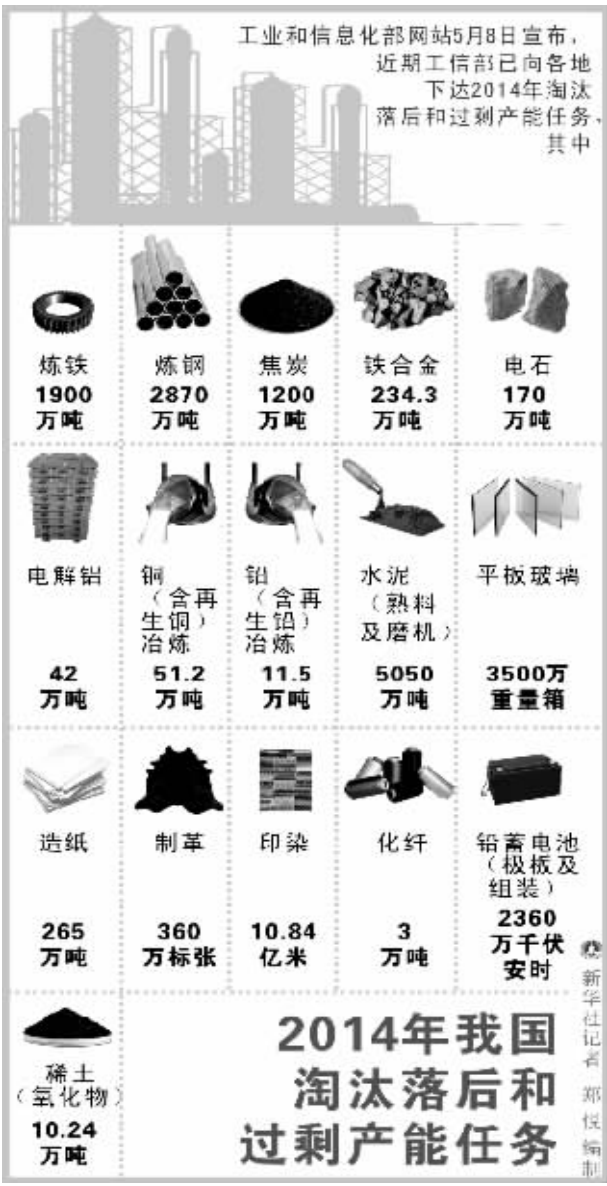 工业和信息化部网站5月8日宣布，
近期工信部已向各地
下达2014年淘汰
落后和过剩产能任务，
其中
炼铁
1900
万吨
炼钢
2870
万吨
焦炭
1200
万吨
铁合金
234.3
万吨
电石
170
万吨
电解铝
42
万吨
铜
（含再
生铜）
冶炼
51.2
万吨
铅
（含再
生铅）
冶炼
11.5
万吨
水泥
（熟料
及磨机）
5050
万吨
平板玻璃
3500万
重量箱
造纸
265
万吨
制革
360
万标张
印染
10.84
亿米
化纤
3
万吨
铅蓄电池
（极板及
组装）
2360
万千伏
安时
稀土
（氧化物）
10.24
万吨
2014年我国
淘汰落后和
过剩产能任务
新华社记者 郑悦 编制